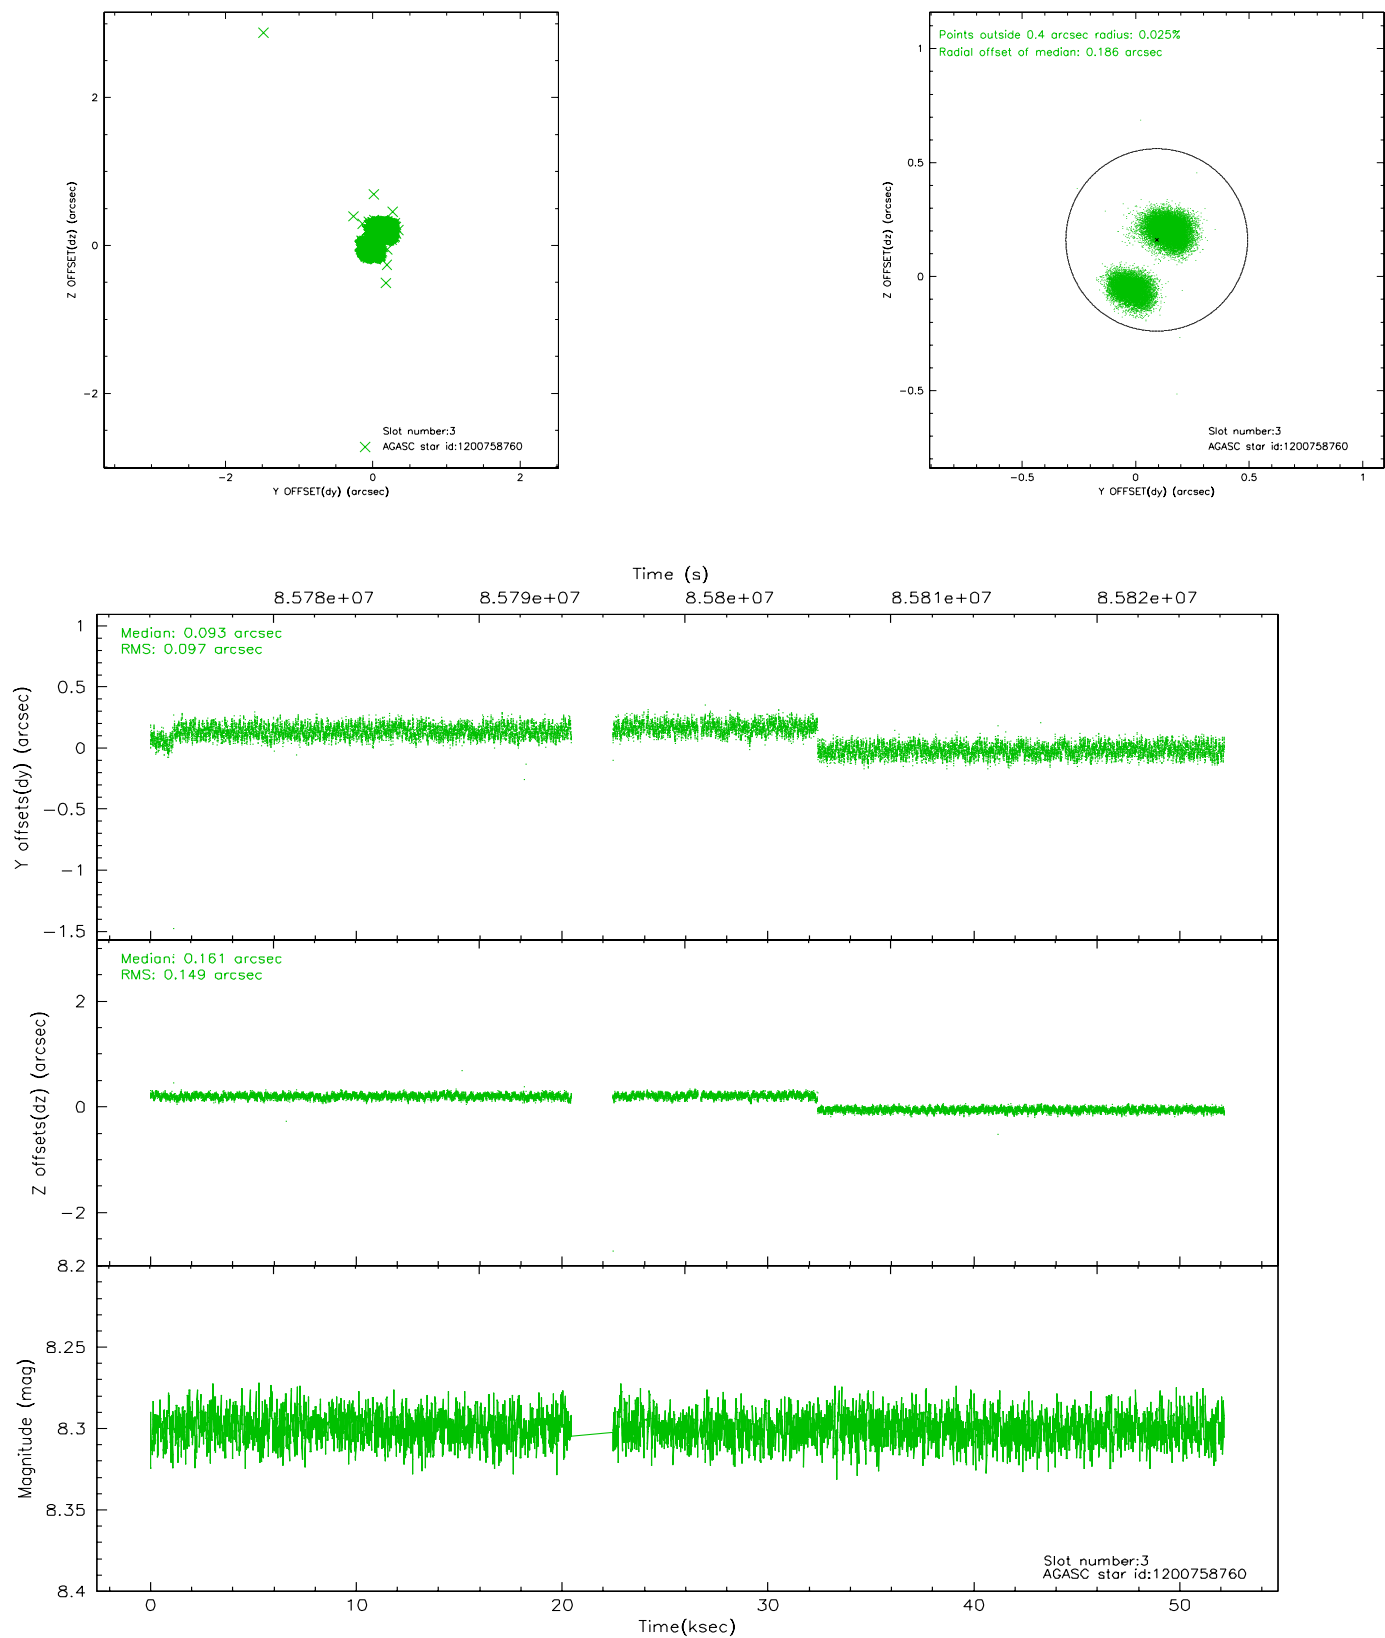 Points outside 0.4 arcsec radius: 0.025%
Radial offset of median: 0.186 arcsec
2
0
−2
Z OFFSET(dz) (arcsec)
Slot number:3
AGASC star id:1200758760
−2
0
2
Y OFFSET(dy) (arcsec)
1
0.5
0
−0.5
Z OFFSET(dz) (arcsec)
Slot number:3
AGASC star id:1200758760
−0.5
0
0.5
1
Y OFFSET(dy) (arcsec)
Time (s)
8.578e+07
8.579e+07
8.58e+07
8.581e+07
8.582e+07
Median: 0.093 arcsec
RMS: 0.097 arcsec
1
0.5
0
−0.5
−1
−1.5
Y offsets(dy) (arcsec)
Median: 0.161 arcsec
RMS: 0.149 arcsec
2
0
−2
Z offsets(dz) (arcsec)
8.2
8.25
8.3
8.35
8.4
Magnitude (mag)
Slot number:3
AGASC star id:1200758760
0
10
20
30
40
50
Time(ksec)